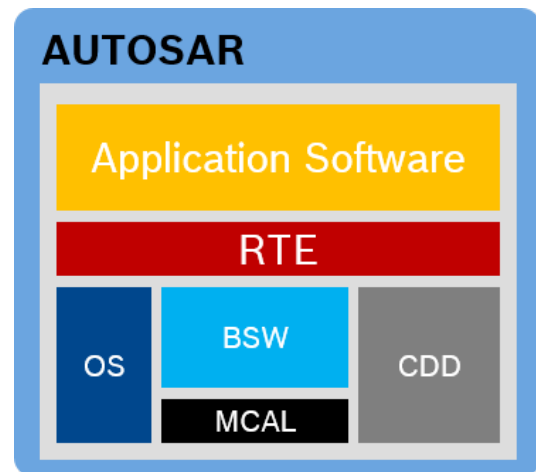 AUTOSAR
Application Software
RTE
OS
BSW
CDD
MCAL